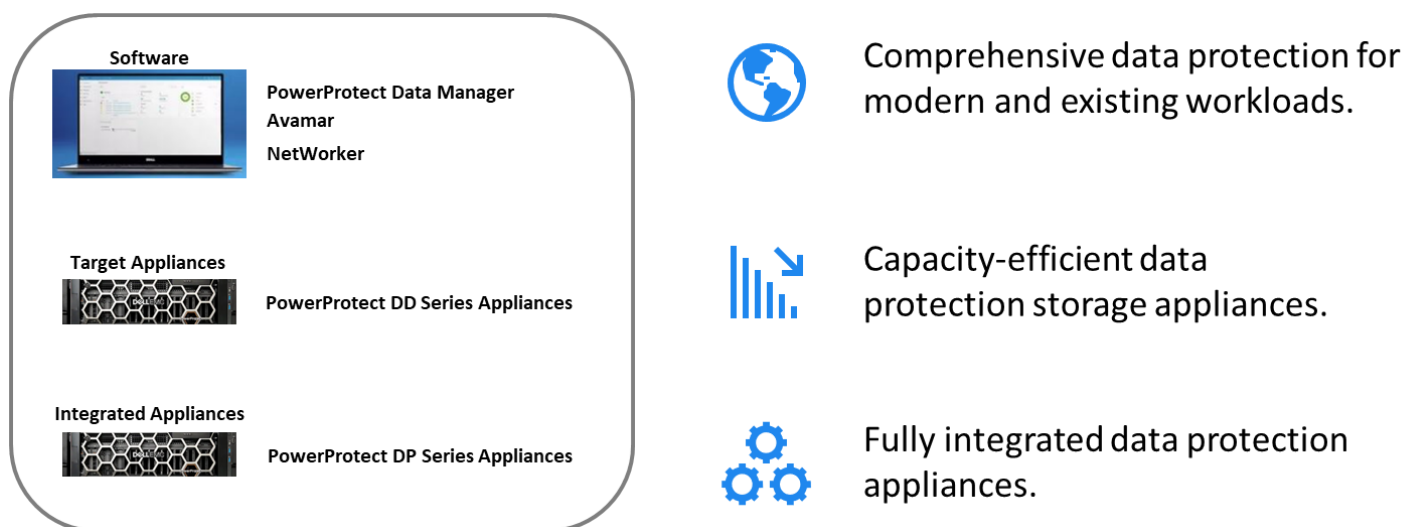 Software
PowerProtect Data Manager
Avamar
NetWorker
Comprehensive data protection for
modern and existing workloads.
Target Appliances
PowerProtect DD Series Appliances
Capacity-efficient data
protection storage appliances.
Integrated Appliances
PowerProtect DP Series Appliances
Fully integrated data protection
appliances.